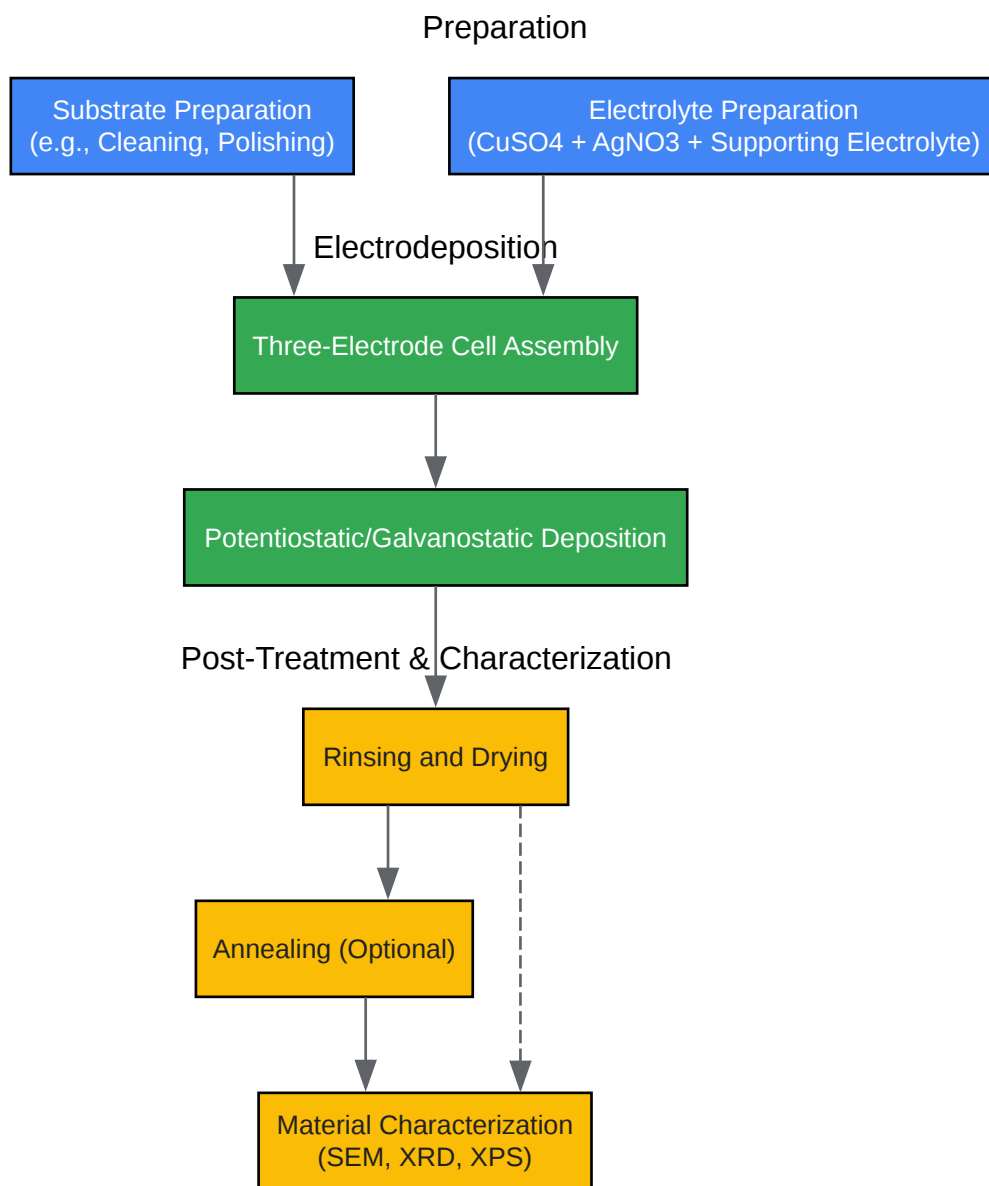 Preparation
Substrate Preparation
(e.g., Cleaning, Polishing)
Electrolyte Preparation
(CuSO4 + AgNO3 + Supporting Electrolyte)
Electrodeposition
Three-Electrode Cell Assembly
Potentiostatic/Galvanostatic Deposition
Post-Treatment & Characterization
Rinsing and Drying
Annealing (Optional)
Material Characterization
(SEM, XRD, XPS)